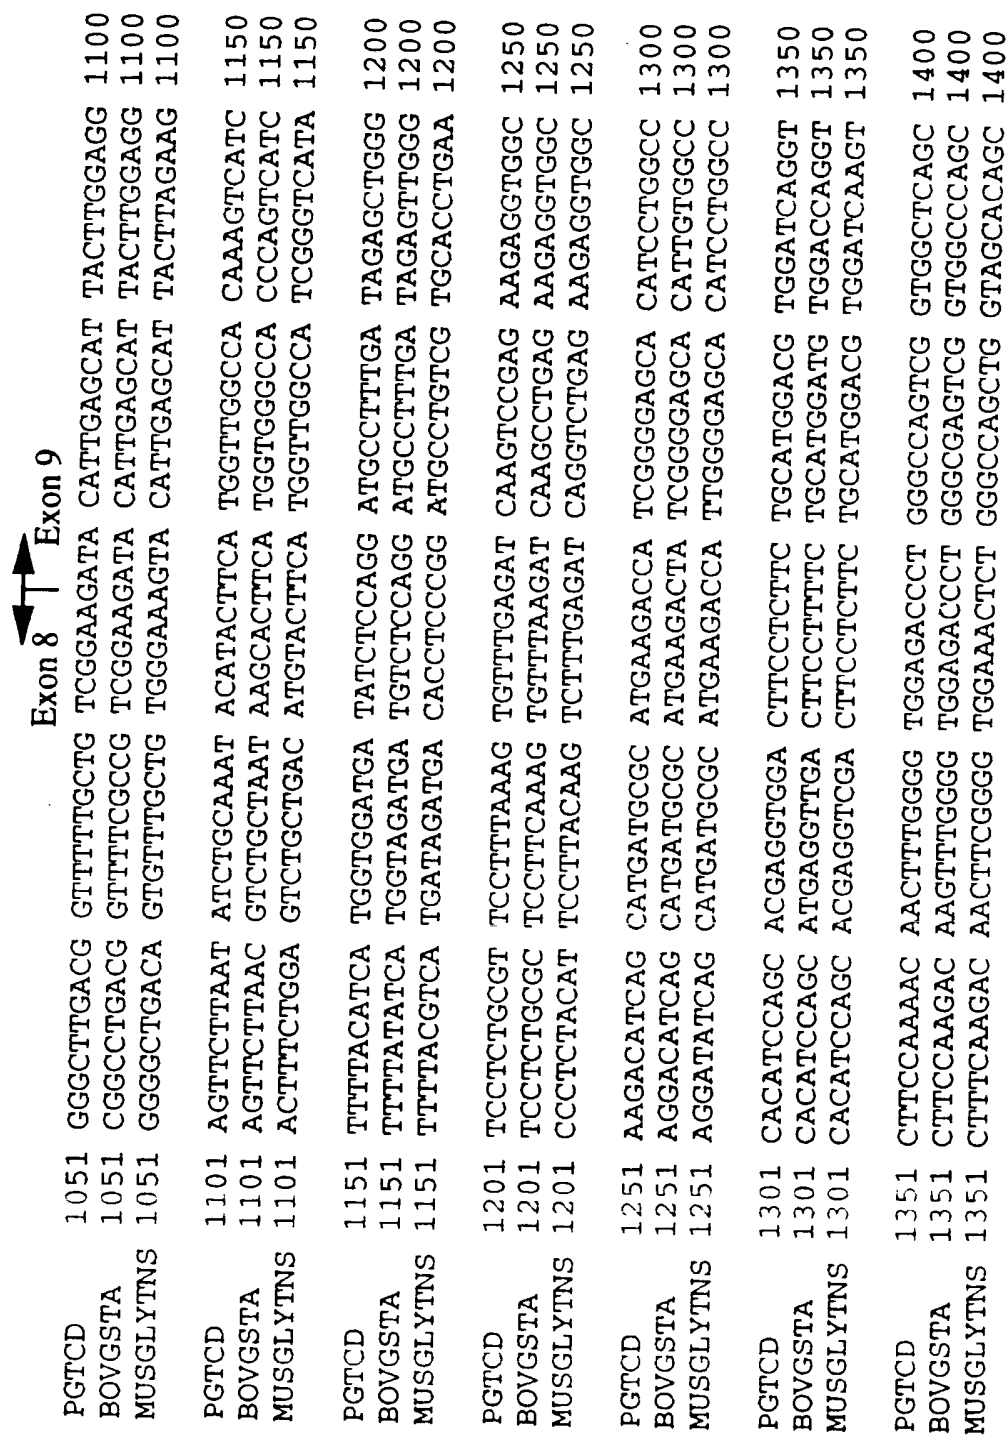 Exon 8 Exon 9
PGTCD 1051 GGGCTTGACG GTTTTTGCTG TCGGAAGATA CATTGAGCAT TACTTGGAGG 1100
BOVGSTA 1051 CGGCCTGACG GTTTTCGCCG TCGGAAGATA CATTGAGCAT TACTTGGAGG 1100
MUSGLYTNS 1051 GGGGCTGACA GTGTTTGCTG TGGGAAAGTA CATTGAGCAT TACTTAGAAG 1100
PGTCD 1101 AGTTCTTAAT ATCTGCAAAT ACATACTTCA TGGTTGGCCA CAAAGTCATC 1150
BOVGSTA 1101 AGTTCTTAAC GTCTGCTAAT AAGCACTTCA TGGTGGGCCA CCCAGTCATC 1150
MUSGLYTNS 1101 ACTTTCTGGA GTCTGCTGAC ATGTACTTCA TGGTTGGCCA TCGGGTCATA 1150
PGTCD 1151 TTTTACATCA TGGTGGATGA TATCTCCAGG ATGCCTTTGA TAGAGCTGGG 1200
BOVGSTA 1151 TTTTATATCA TGGTAGATGA TGTCTCCAGG ATGCCTTTGA TAGAGTTGGG 1200
MUSGLYTNS 1151 TTTTACGTCA TGATAGATGA CACCTCCCGG ATGCCTGTCG TGCACCTGAA 1200
PGTCD 1201 TCCTCTGCGT TCCTTTAAAG TGTTTGAGAT CAAGTCCGAG AAGAGGTGGC 1250
BOVGSTA 1201 TCCTCTGCGC TCCTTCAAAG TGTTTAAGAT CAAGCCTGAG AAGAGGTGGC 1250
MUSGLYTNS 1201 CCCTCTACAT TCCTTACAAG TCTTTGAGAT CAGGTCTGAG AAGAGGTGGC 1250
PGTCD 1251 AAGACATCAG CATGATGCGC ATGAAGACCA TCGGGGAGCA CATCCTGGCC 1300
BOVGSTA 1251 AGGACATCAG CATGATGCGC ATGAAGACTA TCGGGGAGCA CATTGTGGCC 1300
MUSGLYTNS 1251 AGGATATCAG CATGATGCGC ATGAAGACCA TTGGGGAGCA CATCCTGGCC 1300
PGTCD 1301 CACATCCAGC ACGAGGTGGA CTTCCTCTTC TGCATGGACG TGGATCAGGT 1350
BOVGSTA 1301 CACATCCAGC ATGAGGTTGA CTTCCTTTTC TGCATGGATG TGGACCAGGT 1350
MUSGLYTNS 1301 CACATCCAGC ACGAGGTCGA CTTCCTCTTC TGCATGGACG TGGATCAAGT 1350
PGTCD 1351 CTTCCAAAAC AACTTTGGGG TGGAGACCCT GGGCCAGTCG GTGGCTCAGC 1400
BOVGSTA 1351 CTTCCAAGAC AAGTTTGGGG TGGAGACCCT GGGCGAGTCG GTGGCCCAGC 1400
MUSGLYTNS 1351 CTTTCAAGAC AACTTCGGGG TGGAAACTCT GGGCCAGCTG GTAGCACAGC 1400